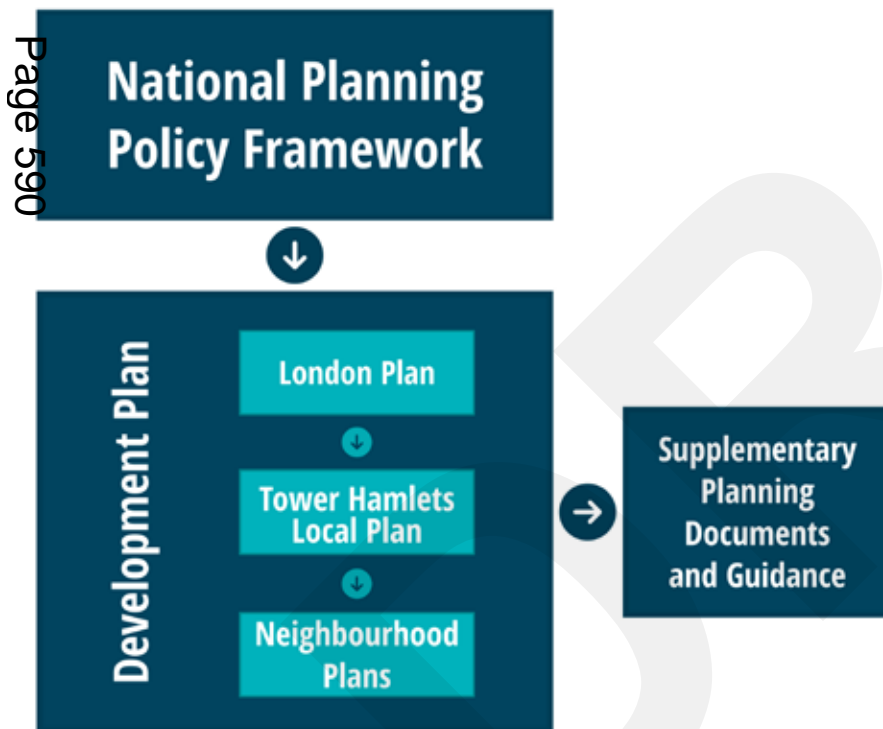 Page 590
National Planning
Policy Framework
Development Plan
London Plan
Tower Hamlets
Local Plan
Neighbourhood
Plans
Supplementary
Planning
Documents
and Guidance